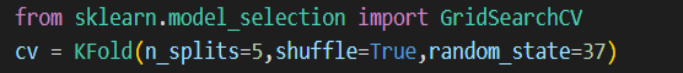 from sklearn.model_selection import GridSearchCV
cv = KFold(n_splits=5,shuffle=True,random_state=37)